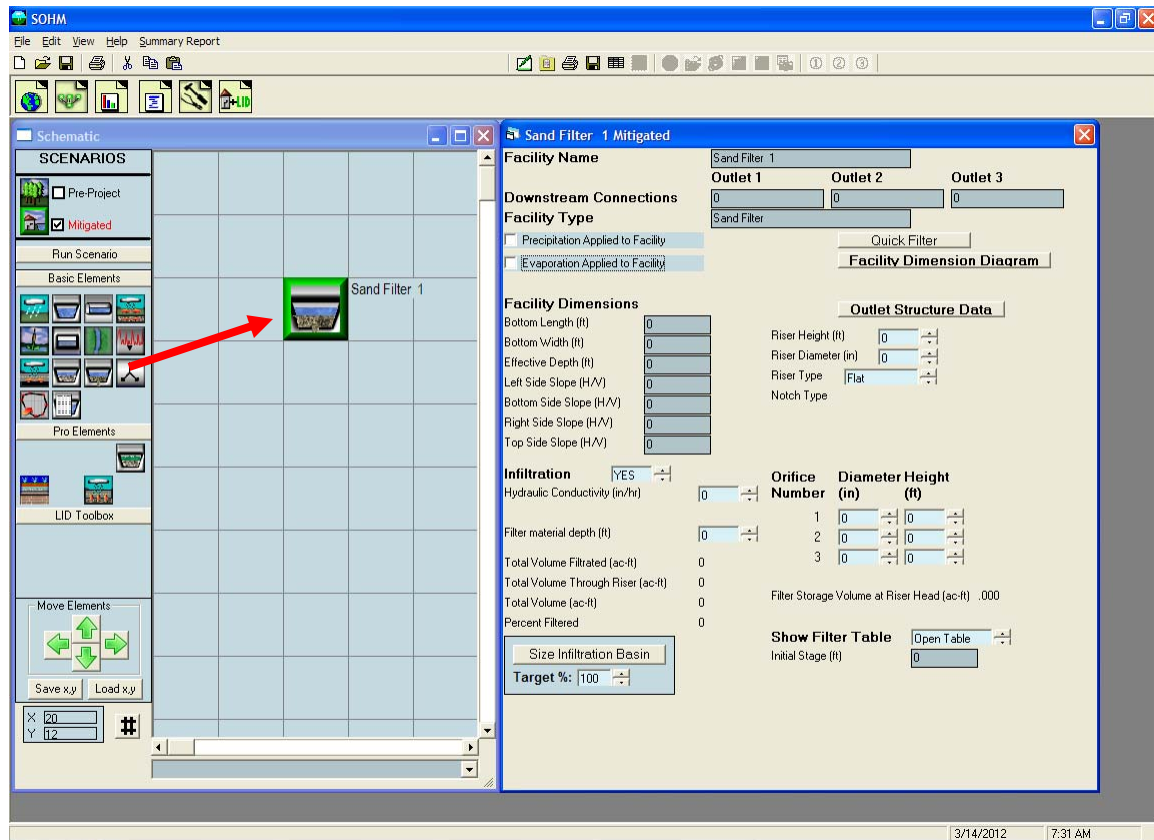 SOHM
File Edit View Help Summary Report
+LID
Schematic
SCENARIOS
Pre-Project
Mitigated
Run Scenario
Basic Elements
Pro Elements
LID Toolbox
Move Elements
Save x,y Load x,y
X 20
Y 12
#
Sand Filter 1
Sand Filter 1 Mitigated
Facility Name Sand Filter 1
Outlet 1 Outlet 2 Outlet 3
Downstream Connections 0 0 0
Facility Type Sand Filter
Precipitation Applied to Facility Quick Filter
Evaporation Applied to Facility Facility Dimension Diagram
Facility Dimensions Outlet Structure Data
Bottom Length (ft) 0
Bottom Width (ft) 0
Effective Depth (ft) 0
Left Side Slope (H/V) 0
Bottom Side Slope (H/V) 0
Right Side Slope (H/V) 0
Top Side Slope (H/V) 0
Riser Height (ft) 0
Riser Diameter (in) 0
Riser Type Flat
Notch Type
Infiltration YES
Hydraulic Conductivity (in/hr) 0
Filter material depth (ft) 0
Total Volume Filtrated (ac-ft) 0
Total Volume Through Riser (ac-ft) 0
Total Volume (ac-ft) 0
Percent Filtered 0
Size Infiltration Basin
Target %: 100
Orifice Diameter Height
Number (in) (ft)
1 0 0
2 0 0
3 0 0
Filter Storage Volume at Riser Head (ac-ft) .000
Show Filter Table Open Table
Initial Stage (ft) 0
3/14/2012 7:31 AM